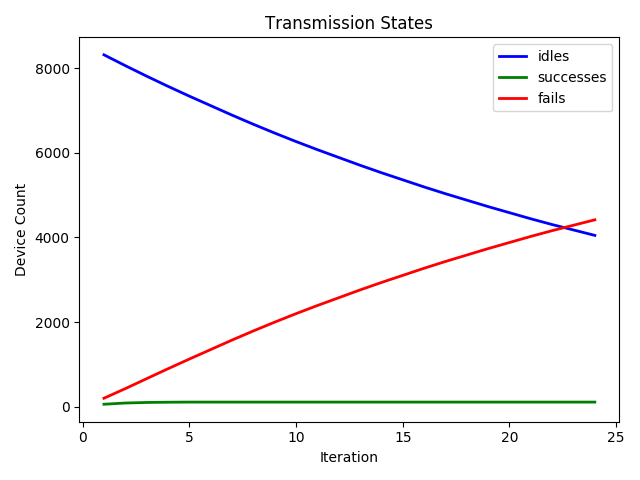 Transmission States
idles
successes
fails
Device Count
8000
6000
4000
2000
0
0 5 10 15 20 25
Iteration